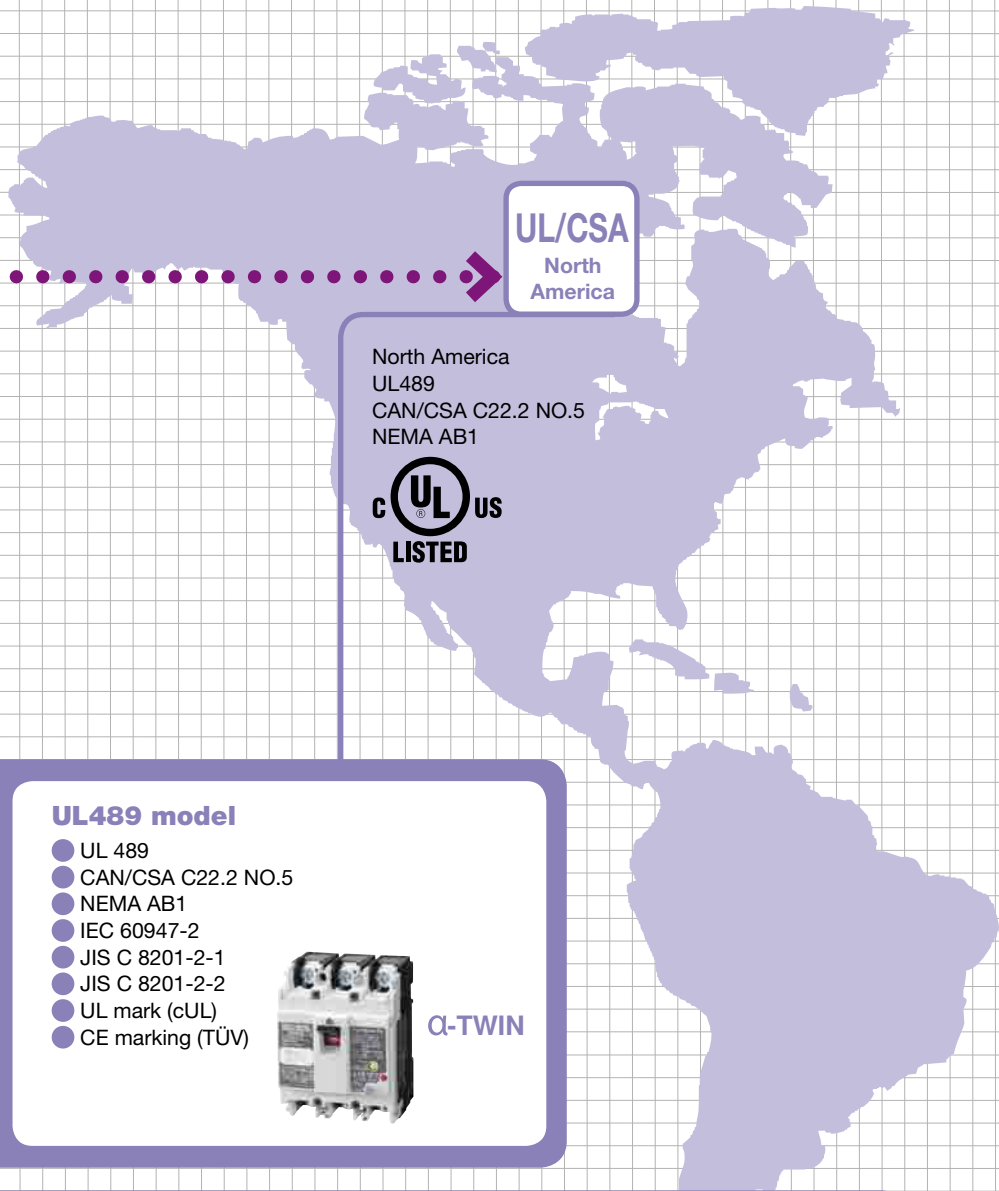 UL/CSA
North
America
North America
UL489
CAN/CSA C22.2 NO.5
NEMA AB1
C UL® US
LISTED
UL489 model
UL 489
CAN/CSA C22.2 NO.5
NEMA AB1
IEC 60947-2
JIS C 8201-2-1
JIS C 8201-2-2
UL mark (cUL)
CE marking (TÜV)
α-TWIN